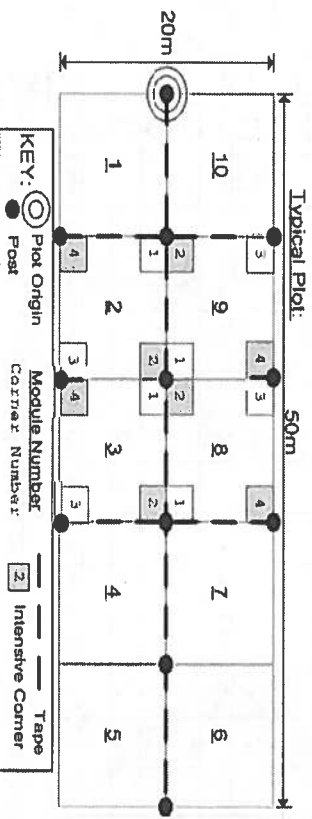 Typical Plot:
50m
20m
3 4 3 4
10 9 8 7 6
2 1 2 1
1 2 1 2
1 2 3 4 5
4 3 4 3
KEY: Plot Origin Module Number Tape
Post Corner Number 2 Intensive Corner